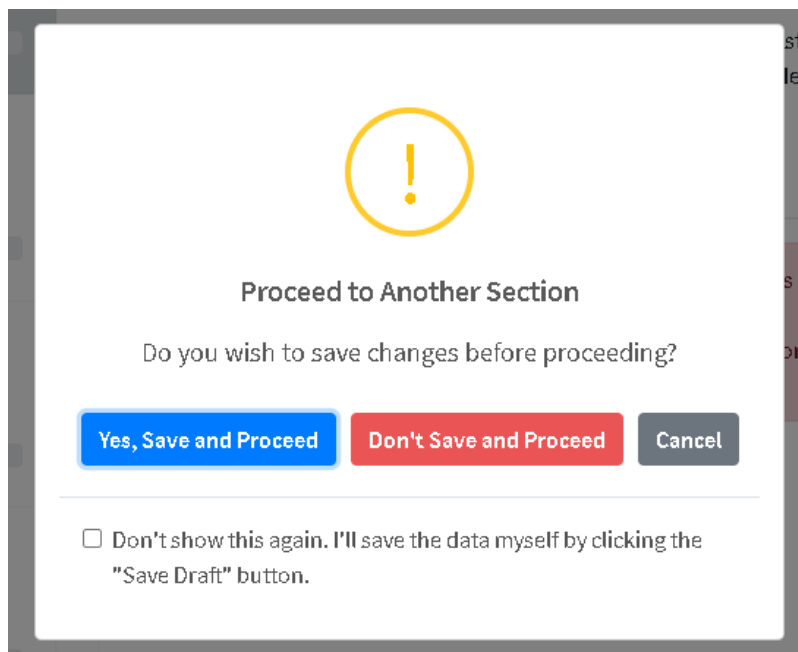 !
Proceed to Another Section
Do you wish to save changes before proceeding?
Yes, Save and Proceed
Don't Save and Proceed
Cancel
Don't show this again. I'll save the data myself by clicking the
"Save Draft" button.